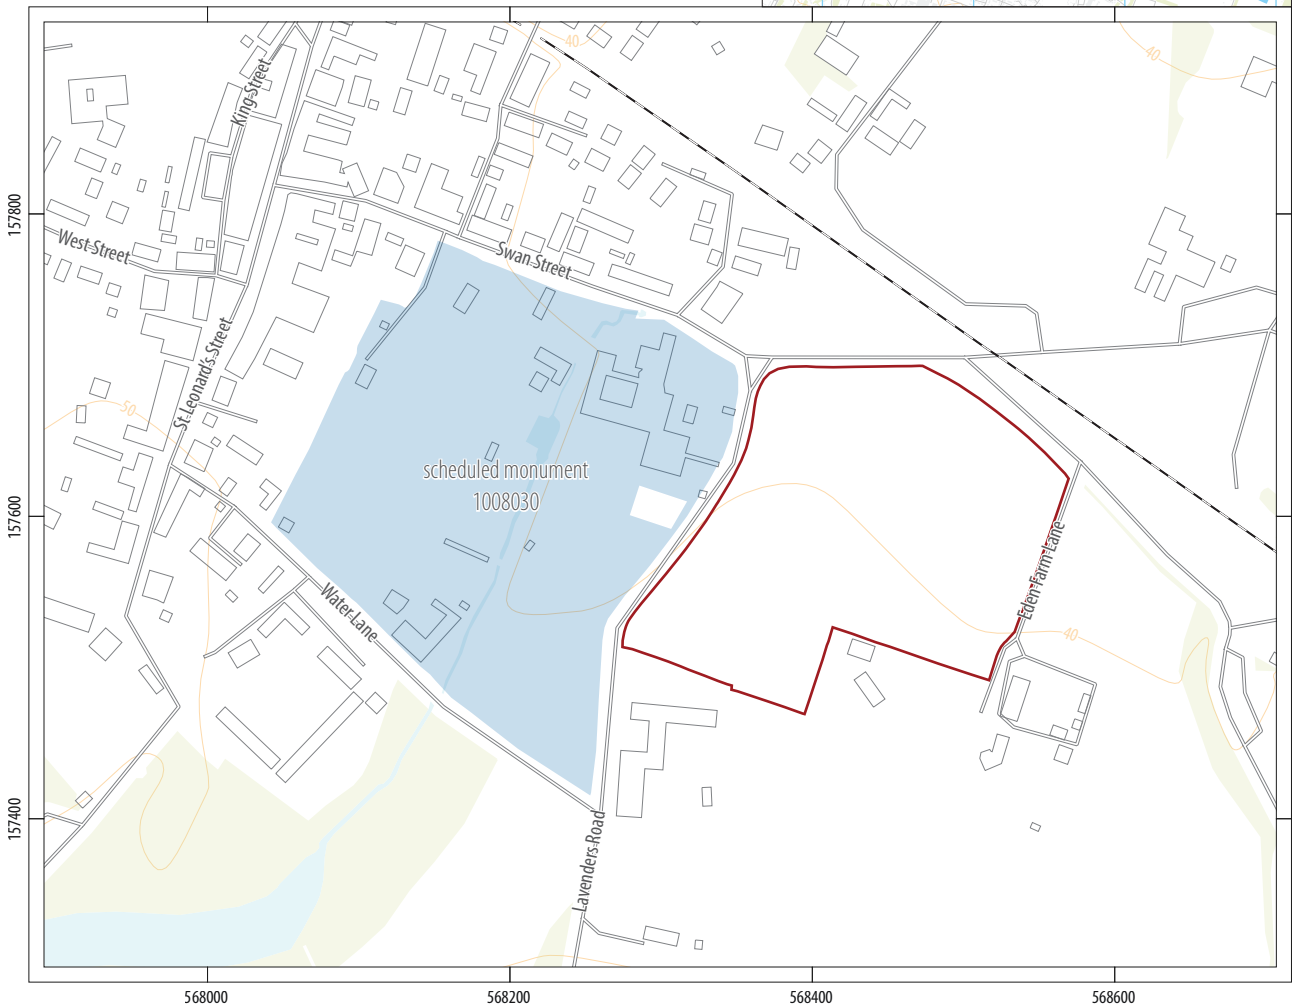 40
40
King Street
157800
West Street
Swan Street
St Leonard's Street
50
scheduled monument
1008030
157600
Eden Farm Lane
Water Lane
40
157400
Lavenders Road
568000
568200
568400
568600